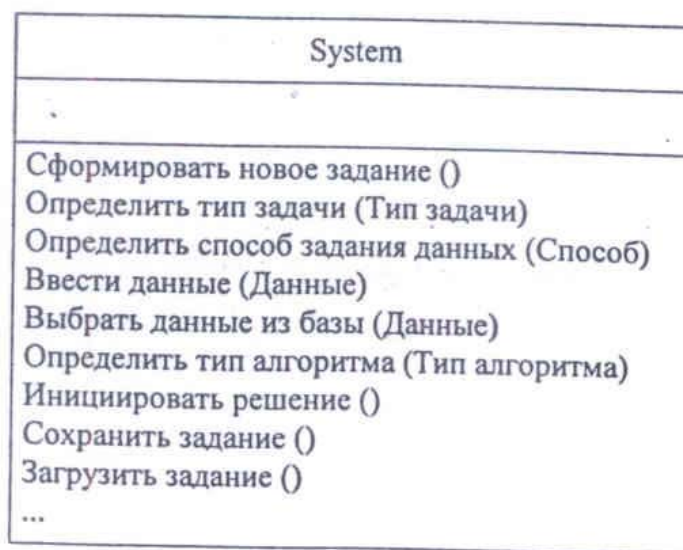 System
Сформировать новое задание ()
Определить тип задачи (Тип задачи)
Определить способ задания данных (Способ)
Ввести данные (Данные)
Выбрать данные из базы (Данные)
Определить тип алгоритма (Тип алгоритма)
Инициировать решение ()
Сохранить задание ()
Загрузить задание ()
...